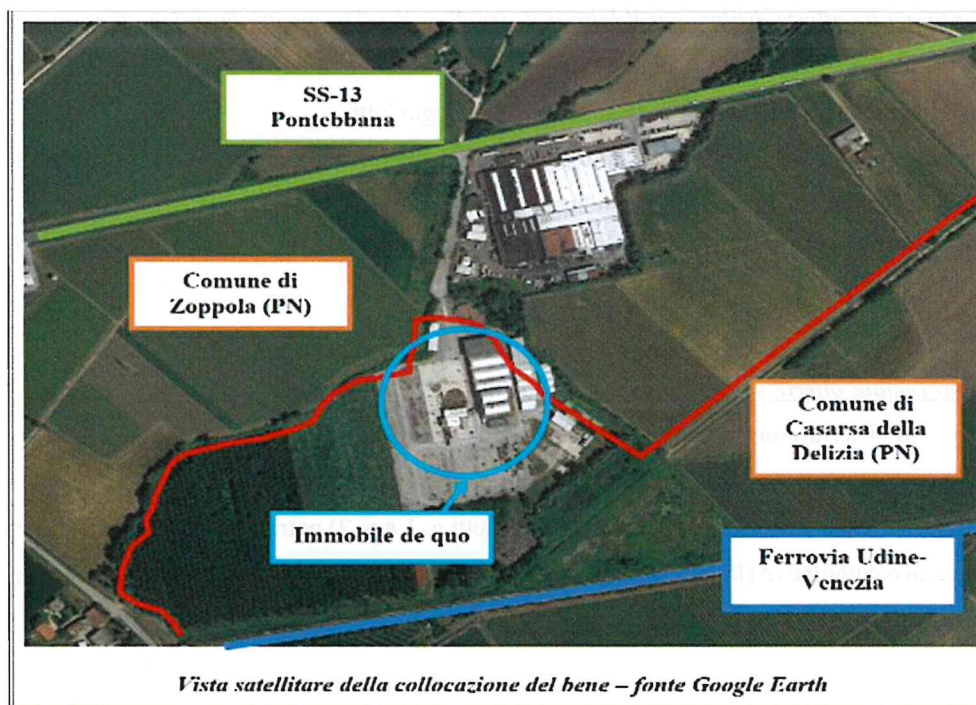 SS-13
Pontebbana
Comune di
Zoppola (PN)
Comune di
Casarsa della
Delizia (PN)
Immobile de quo
Ferrovia Udine-
Venezia
Vista satellitare della collocazione del bene – fonte Google Earth